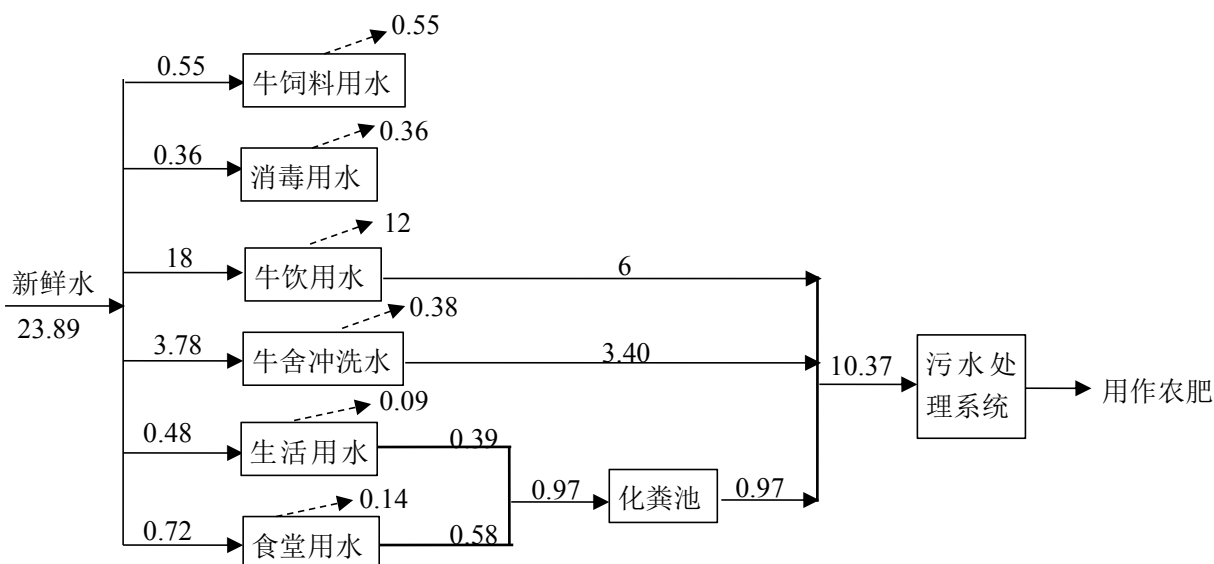 0.55
0.55
牛饲料用水
0.36
0.36
消毒用水
12
18
牛饮用水
6
新鲜水
23.89
0.38
3.78
牛舍冲洗水
3.40
10.37
污水处
理系统
用作农肥
0.09
0.48
生活用水
0.39
0.97
化粪池
0.97
0.14
0.72
食堂用水
0.58